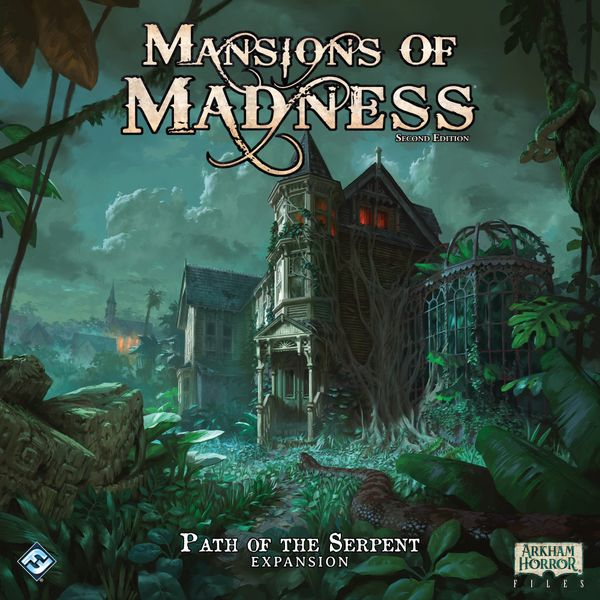 MANSIONS OF
MADNESS
SECOND EDITION
PATH OF THE SERPENT
EXPANSION
ARKHAM
HORROR
FILES